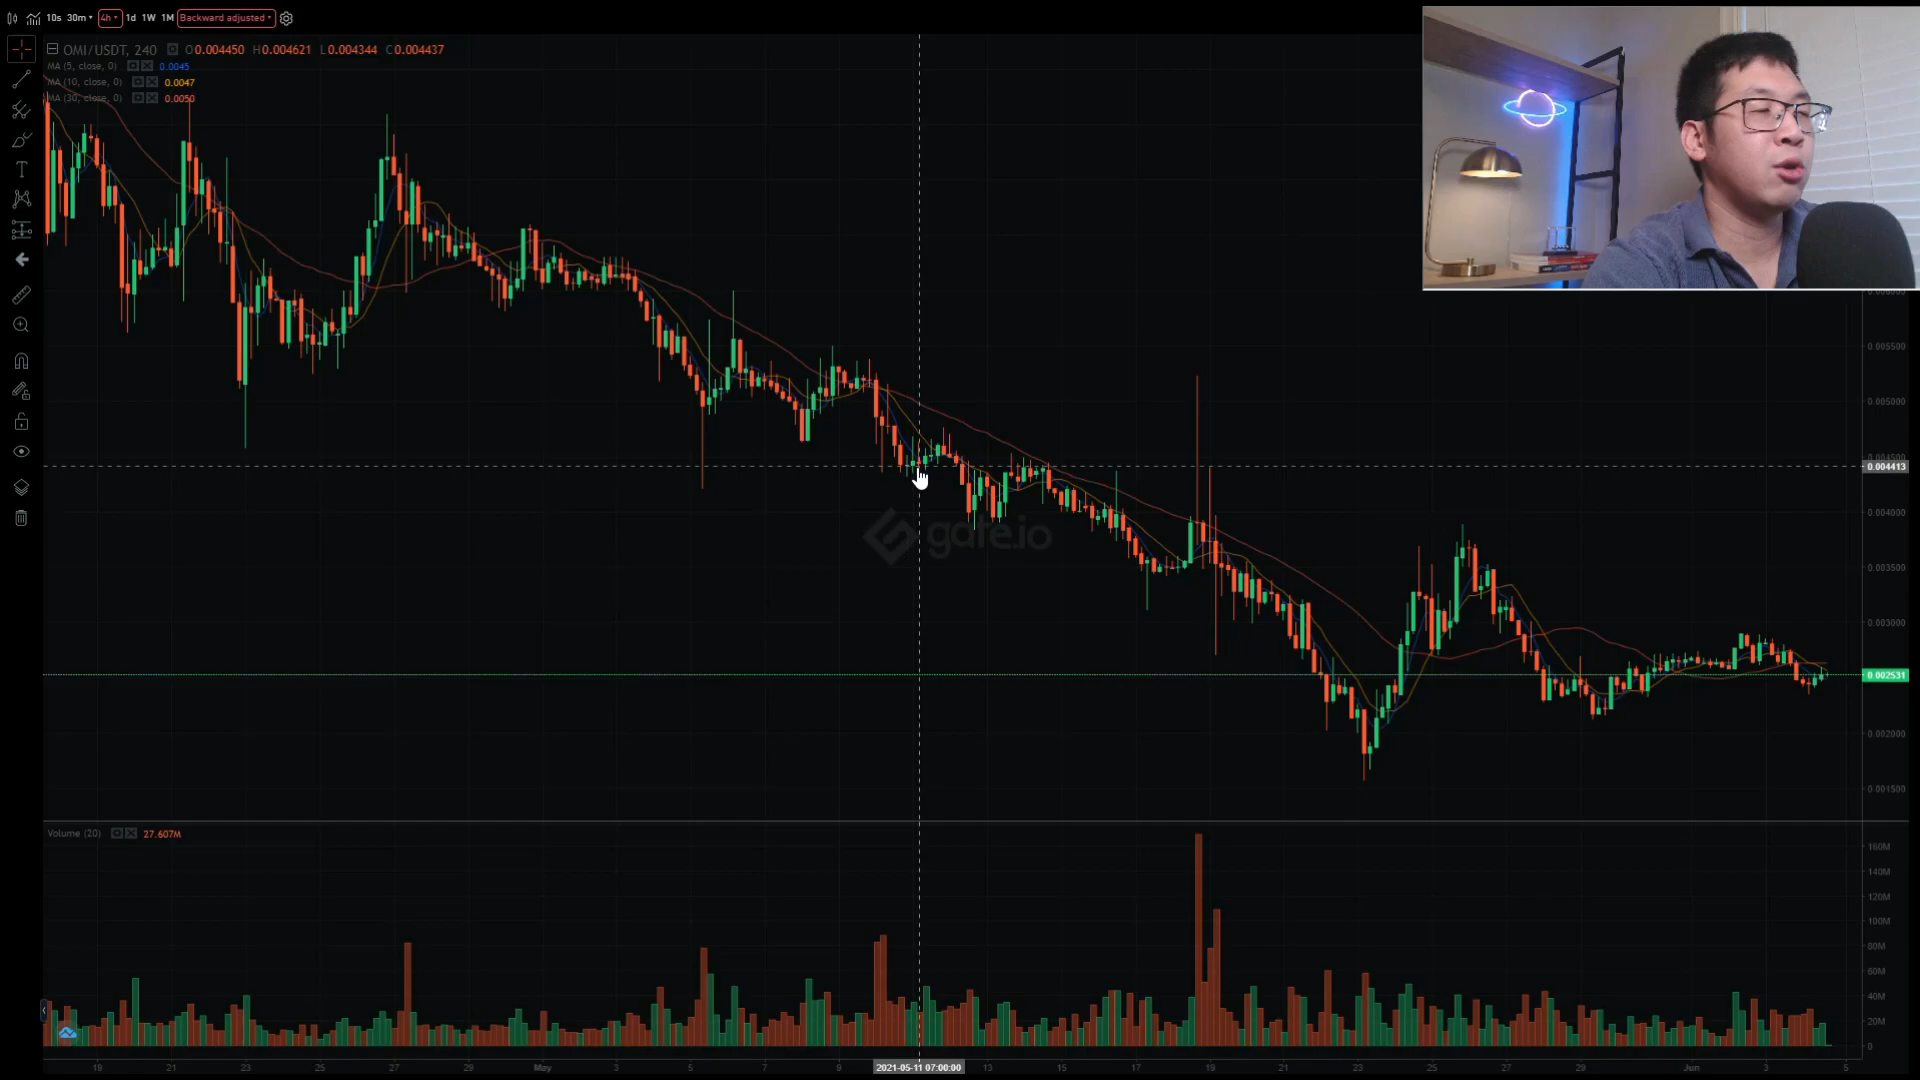 10s 30m 4h 1d 1W 1M Backward adjusted
OMI/USDT, 240 O0.004450 H0.004621 L0.004344 C0.004437
MA (5, close, 0) 0.0045
MA (10, close, 0) 0.0047
MA (30, close, 0) 0.0050
0.005500
0.005000
0.004413
gate.io
0.004000
0.003500
0.003000
0.002531
0.002000
0.001500
Volume (20) 27.607M
160M
140M
120M
100M
80M
60M
40M
20M
0
19 21 23 25 27 29 May 3 5 7 9 2021-05-11 07:00:00 13 15 17 19 21 23 25 27 29 Jun 3 5